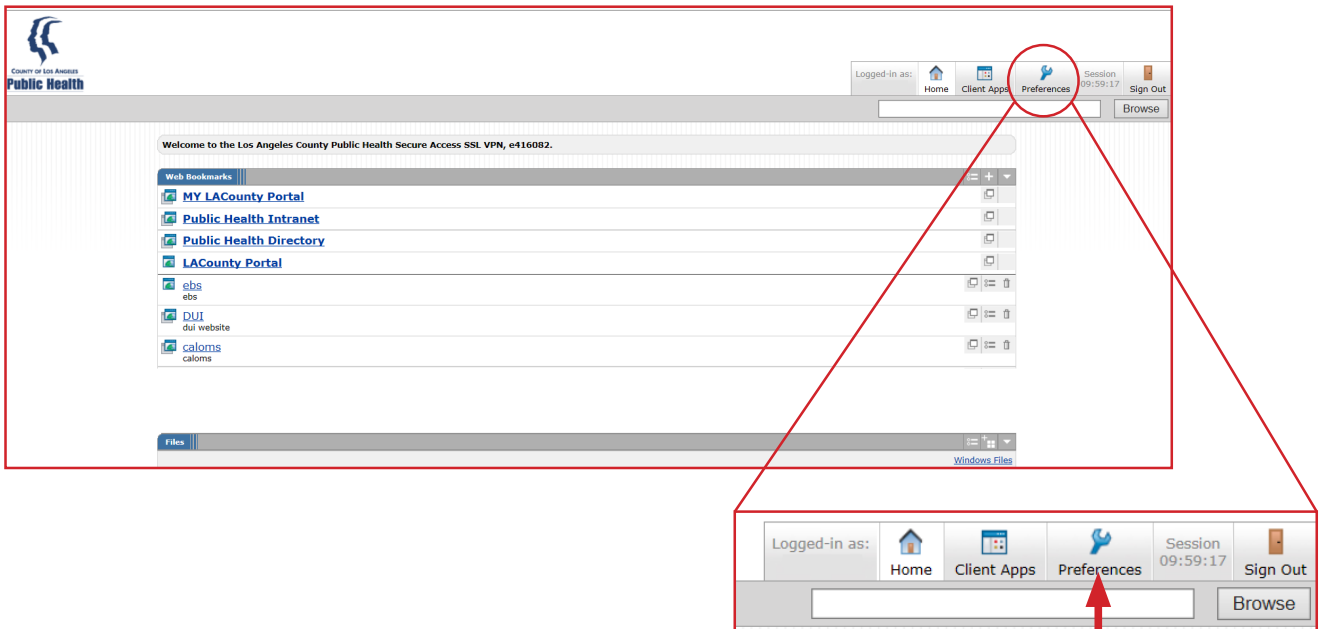 COUNTY OF LOS ANGELES
Public Health
Logged-in as:
Home
Client Apps
Preferences
Session
09:59:17
Sign Out
Browse
Welcome to the Los Angeles County Public Health Secure Access SSL VPN, e416082.
Web Bookmarks
MY LACounty Portal
Public Health Intranet
Public Health Directory
LACounty Portal
ebs
ebs
DUI
dui website
caloms
caloms
Files
Windows Files
Logged-in as:
Home
Client Apps
Preferences
Session
09:59:17
Sign Out
Browse